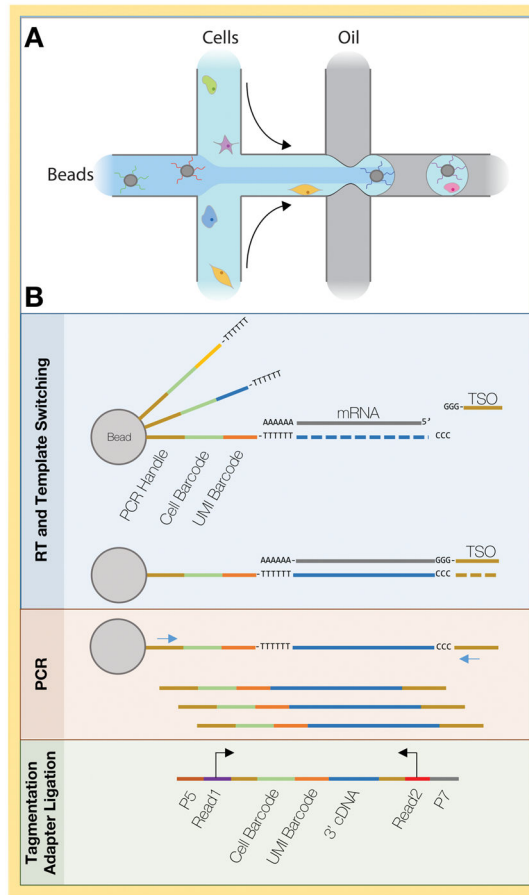 A
Cells
Oil
Beads
B
RT and Template Switching
-TTTTTT
-TTTTTT
Bead
AAAAAA
mRNA
5'
GGG-
TSO
-TTTTTT
CCC
PCR Handle
Cell Barcode
UMI Barcode
AAAAAA-
GGG-
TSO
-TTTTTT
CCC
PCR
-TTTTTT
CCC
Tagmentation
Adapter Ligation
P5
Read1
Cell Barcode
UMI Barcode
3' cDNA
Read2
P7